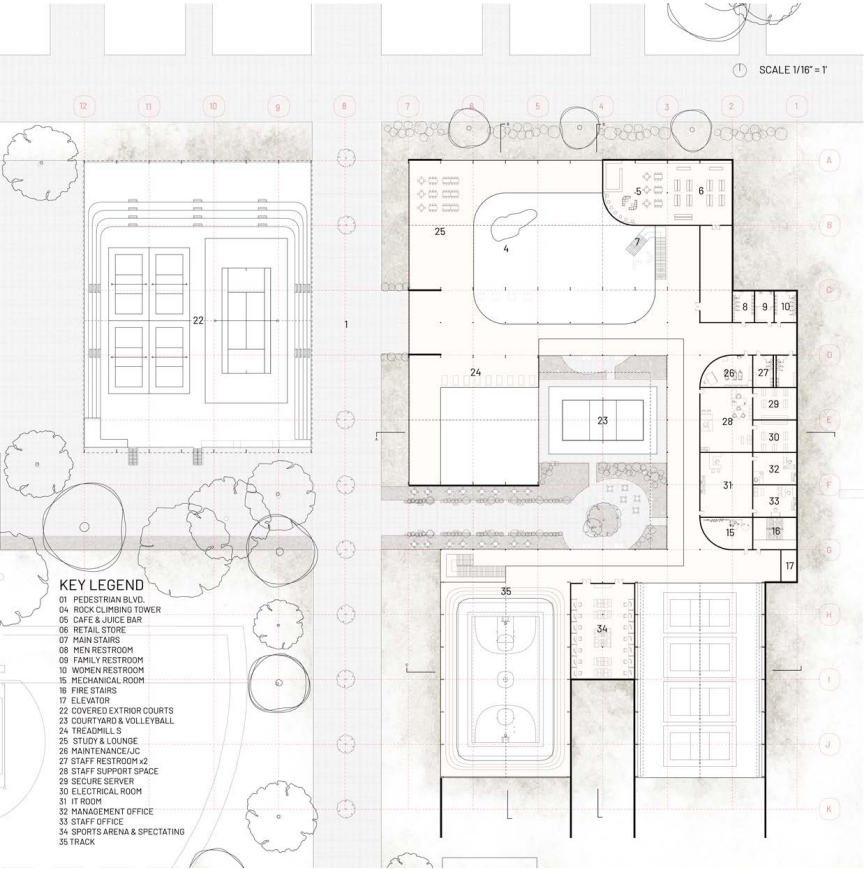 SCALE 1/16" = 1'
12 11 10 9 8 7 6 5 4 3 2 1
A
5 6
B
25 4 7
C
8 9 10
22 1
D
24 26 27
29
E
23 28
30
32
31
F
33
15 16
G
17
KEY LEGEND
01 PEDESTRIAN BLVD.
35
04 ROCK CLIMBING TOWER
05 CAFE & JUICE BAR
06 RETAIL STORE
H
07 MAIN STAIRS
34
08 MEN RESTROOM
09 FAMILY RESTROOM
10 WOMEN RESTROOM
15 MECHANICAL ROOM
I
16 FIRE STAIRS
17 ELEVATOR
22 COVERED EXTRIOR COURTS
23 COURTYARD & VOLLEYBALL
24 TREADMILL S
J
25 STUDY & LOUNGE
26 MAINTENANCE/JC
27 STAFF RESTROOM x2
28 STAFF SUPPORT SPACE
29 SECURE SERVER
30 ELECTRICAL ROOM
31 IT ROOM
K
32 MANAGEMENT OFFICE
33 STAFF OFFICE
34 SPORTS ARENA & SPECTATING
35 TRACK